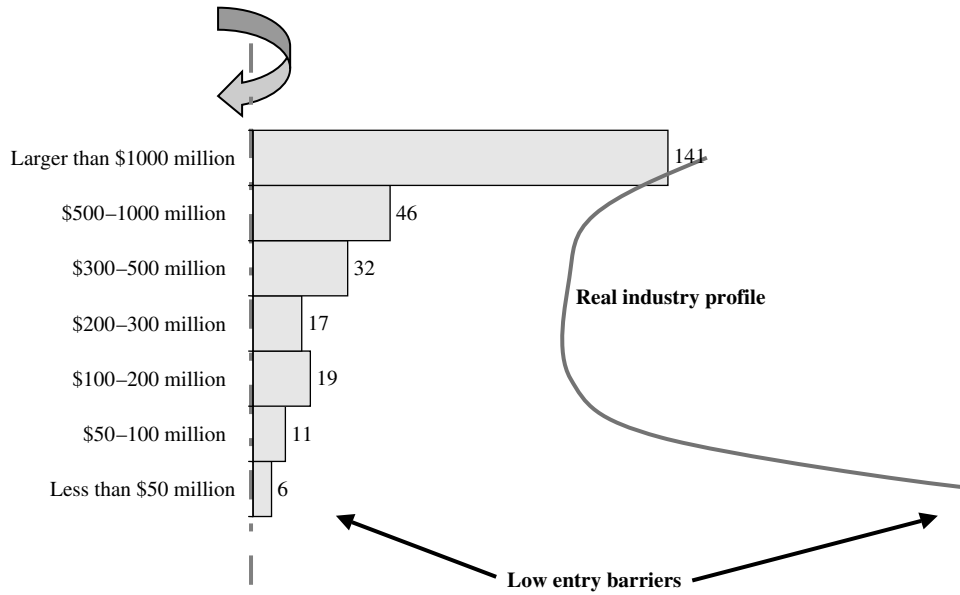 Larger than $1000 million 141
$500–1000 million 46
$300–500 million 32
Real industry profile
$200–300 million 17
$100–200 million 19
$50–100 million 11
Less than $50 million 6
Low entry barriers